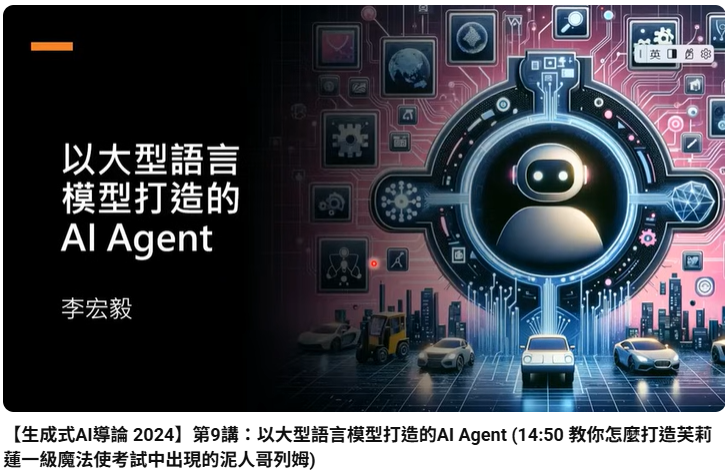 英
以大型語言
模型打造的
AI Agent
李宏毅
【生成式AI導論 2024】第9講：以大型語言模型打造的AI Agent (14:50 教你怎麼打造芙莉
蓮一級魔法使考試中出現的泥人哥列姆)